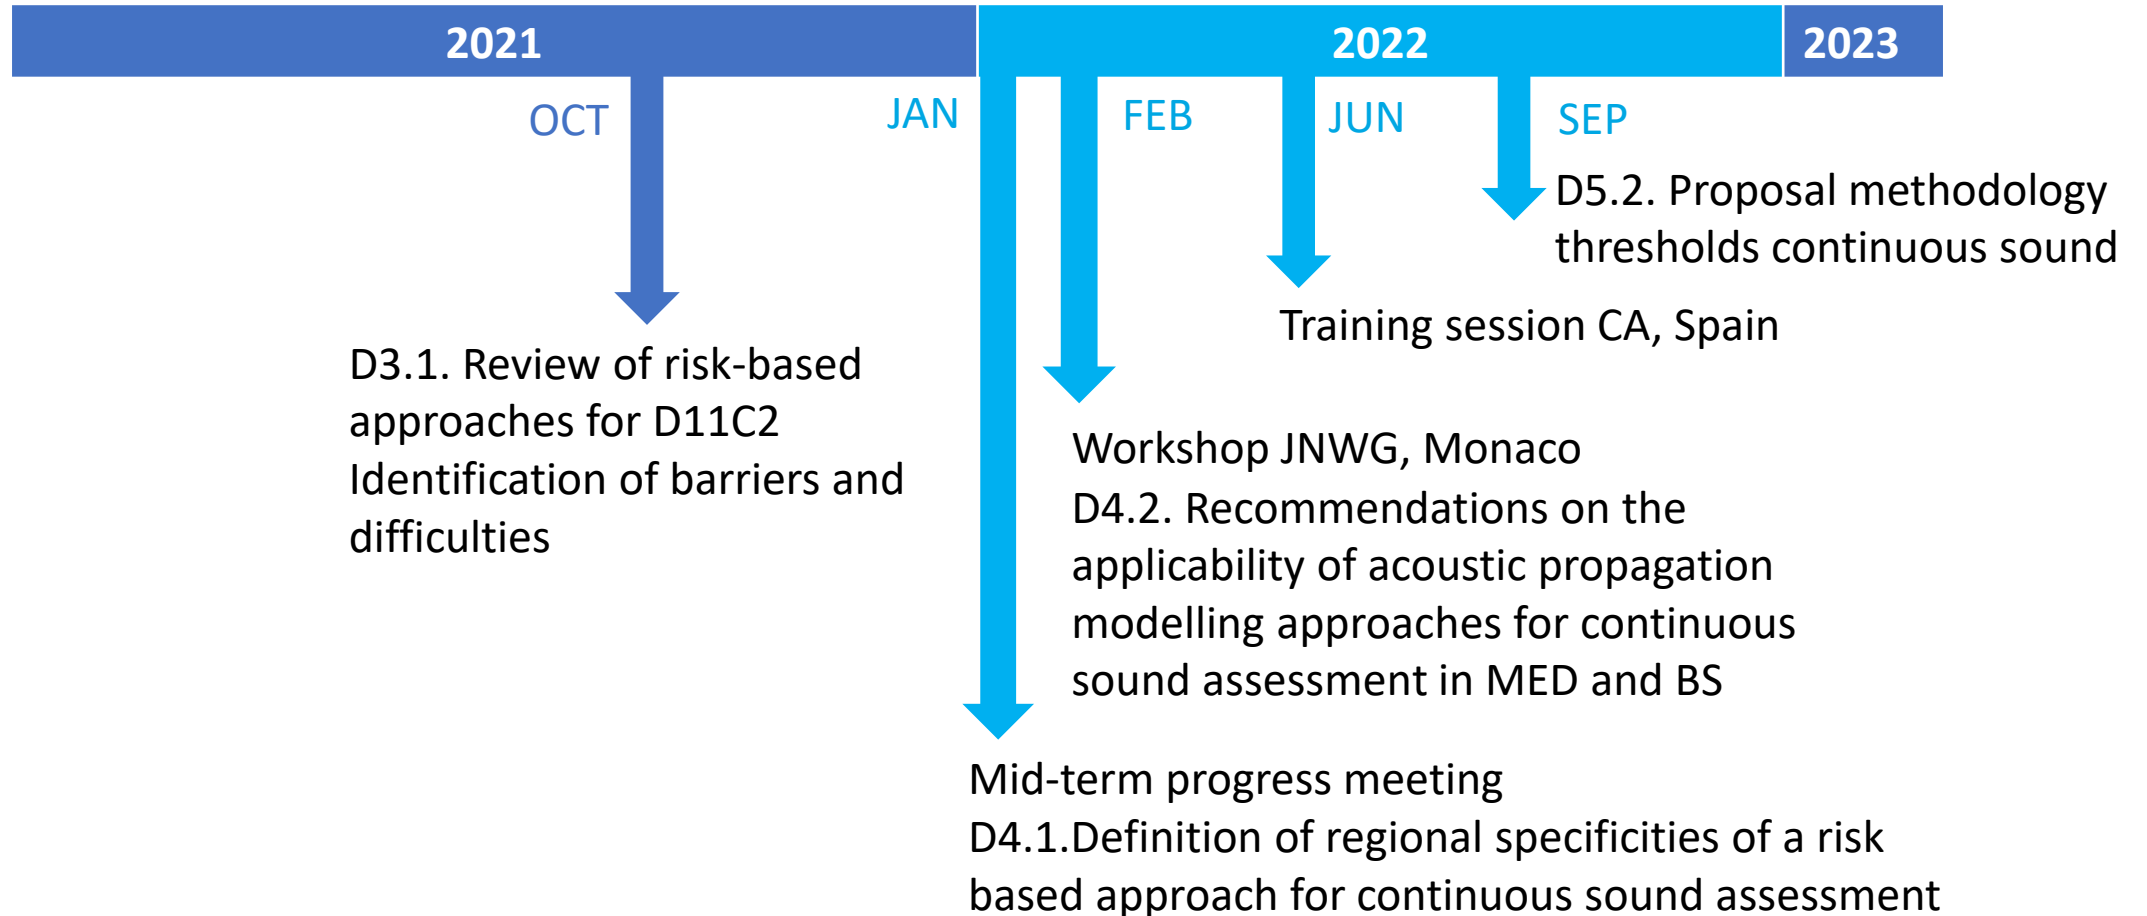 2021
2022
2023
OCT
JAN
FEB
JUN
SEP
D5.2. Proposal methodology
thresholds continuous sound
Training session CA, Spain
D3.1. Review of risk-based
approaches for D11C2
Identification of barriers and
difficulties
Workshop JNWG, Monaco
D4.2. Recommendations on the
applicability of acoustic propagation
modelling approaches for continuous
sound assessment in MED and BS
Mid-term progress meeting
D4.1.Definition of regional specificities of a risk
based approach for continuous sound assessment